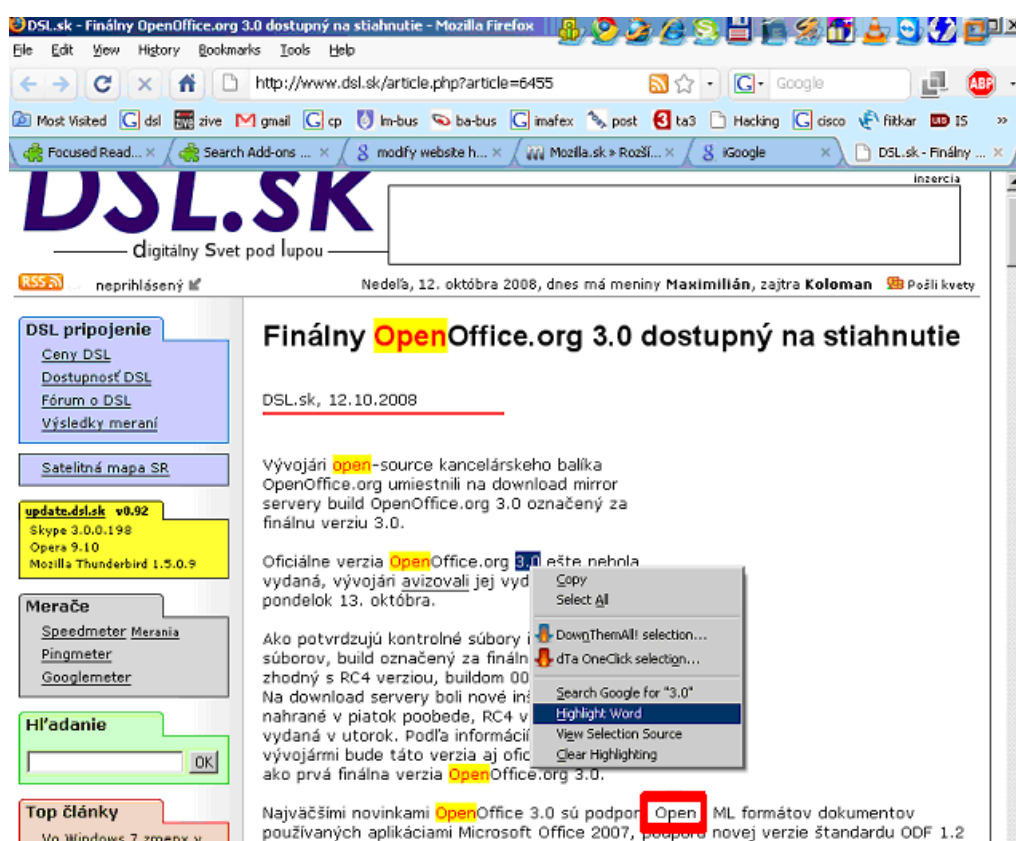 DSL.sk - Finálny OpenOffice.org 3.0 dostupný na stiahnutie - Mozilla Firefox
File Edit View History Bookmarks Tools Help
http://www.dsl.sk/article.php?article=6455
Google
ABP
Most Visited dsl zive gmail cp lm-bus ba-bus imafex post ta3 Hacking cisco fitkar IS »
Focused Read... Search Add-ons ... modify website h... Mozilla.sk » Rozší... iGoogle DSL.sk - Finálny ...
inzercia
DSL.SK
digitálny Svet pod lupou
RSS neprihlásený
Nedeľa, 12. októbra 2008, dnes má meniny Maximilián, zajtra Koloman Pošli kvety
DSL pripojenie
Ceny DSL
Dostupnosť DSL
Fórum o DSL
Výsledky meraní
Satelitná mapa SR
update.dsl.sk v0.92
Skype 3.0.0.198
Opera 9.10
Mozilla Thunderbird 1.5.0.9
Merače
Speedmeter Merania
Pingmeter
Googlemeter
Hľadanie
OK
Top články
Vo Windows 7 zmeny v
Finálny OpenOffice.org 3.0 dostupný na stiahnutie
DSL.sk, 12.10.2008
Vývojári open-source kancelárskeho balíka
OpenOffice.org umiestnili na download mirror
servery build OpenOffice.org 3.0 označený za
finálnu verziu 3.0.
Oficiálne verzia OpenOffice.org 3.0 ešte nebola
vydaná, vývojári avizovali jej vyd
pondelok 13. októbra.
Ako potvrdzujú kontrolné súbory i
súborov, build označený za fináln
zhodný s RC4 verziou, buildom 00
Na download servery boli nové in
nahrané v piatok poobede, RC4 v
vydaná v utorok. Podľa informácií
vývojármi bude táto verzia aj ofic
ako prvá finálna verzia OpenOffice.org 3.0.
Najväčšími novinkami OpenOffice 3.0 sú podpor Open ML formátov dokumentov
používaných aplikáciami Microsoft Office 2007, podpora novej verzie štandardu ODF 1.2
Copy
Select All
DownThemAll! selection...
dTa OneClick selection...
Search Google for "3.0"
Highlight Word
View Selection Source
Clear Highlighting